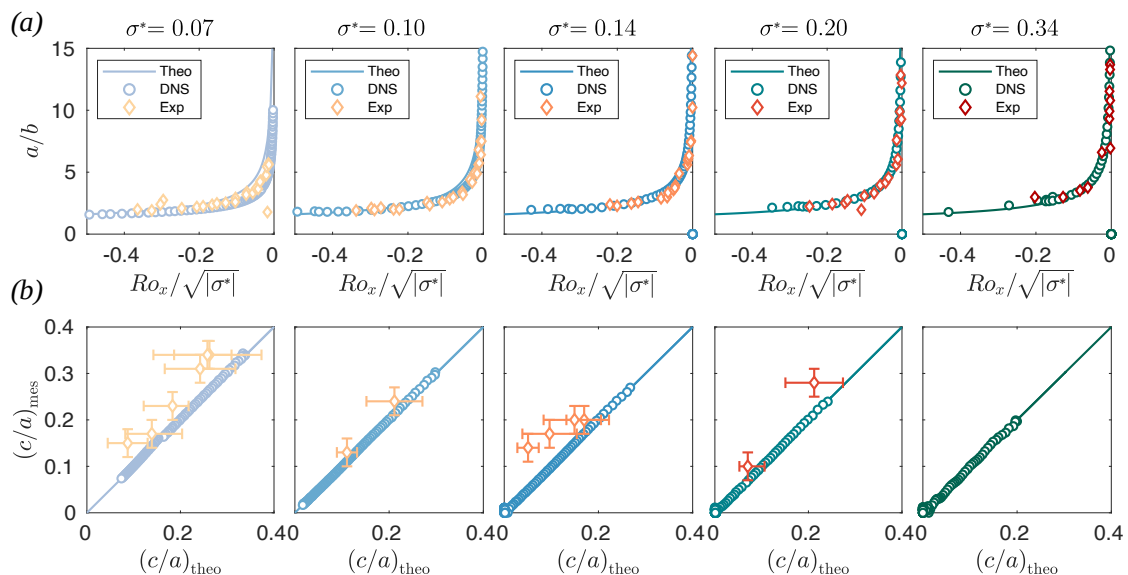 (a)
σ*= 0.07 σ*= 0.10 σ*= 0.14 σ*= 0.20 σ*= 0.34
15
10
5
0
a/b
Theo Theo Theo Theo Theo
DNS DNS DNS DNS DNS
Exp Exp Exp Exp Exp
-0.4 -0.2 0 -0.4 -0.2 0 -0.4 -0.2 0 -0.4 -0.2 0 -0.4 -0.2 0
Ro_x/√|σ*| Ro_x/√|σ*| Ro_x/√|σ*| Ro_x/√|σ*| Ro_x/√|σ*|
(b)
0.4
0.3
0.2
0.1
0
(c/a)_mes
0 0.2 0.4 0.2 0.4 0.2 0.4 0.2 0.4 0.2 0.4
(c/a)_theo (c/a)_theo (c/a)_theo (c/a)_theo (c/a)_theo